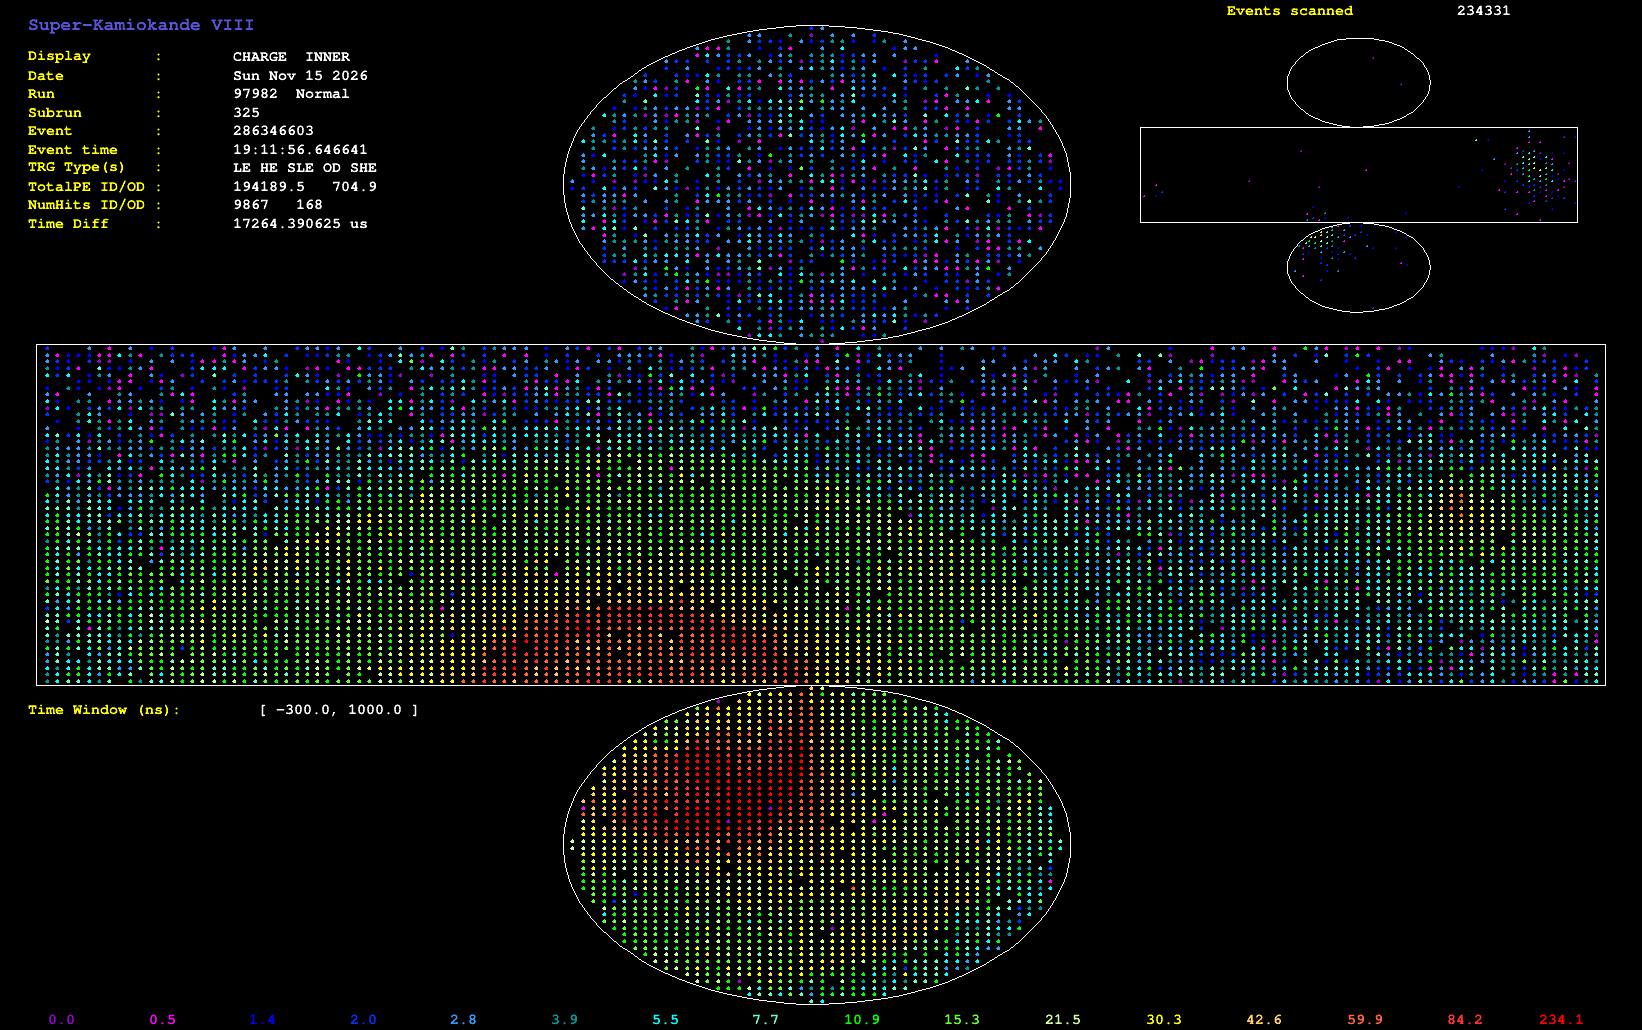 Super-Kamiokande VIII
Events scanned 234331
Display : CHARGE INNER
Date : Sun Nov 15 2026
Run : 97982 Normal
Subrun : 325
Event : 286346603
Event time : 19:11:56.646641
TRG Type(s) : LE HE SLE OD SHE
TotalPE ID/OD : 194189.5 704.9
NumHits ID/OD : 9867 168
Time Diff : 17264.390625 us
Time Window (ns): [ -300.0, 1000.0 ]
0.0 0.5 1.4 2.0 2.8 3.9 5.5 7.7 10.9 15.3 21.5 30.3 42.6 59.9 84.2 234.1